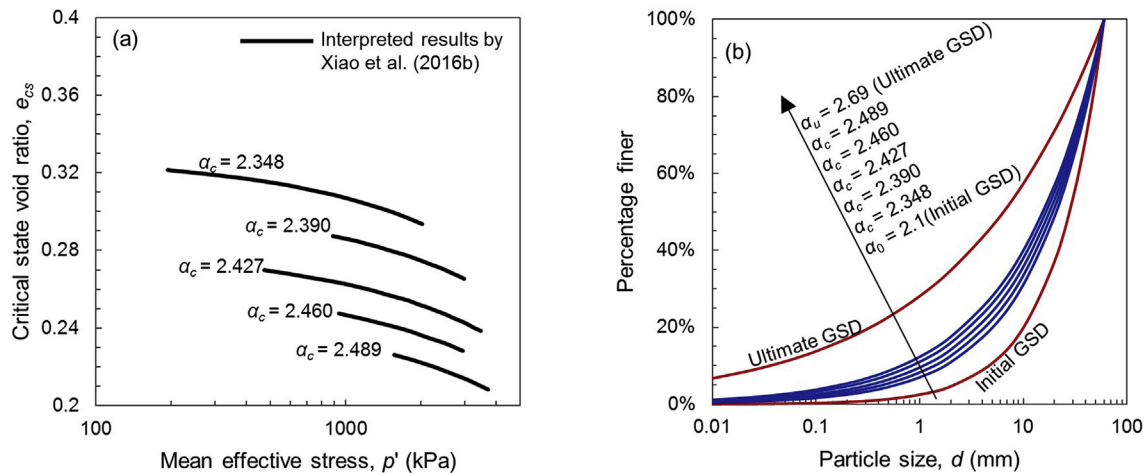 (a)
Interpreted results by
Xiao et al. (2016b)
0.4
0.36
0.32
0.28
0.24
0.2
Critical state void ratio, e_cs
α_c = 2.348
α_c = 2.390
α_c = 2.427
α_c = 2.460
α_c = 2.489
100
1000
Mean effective stress, p' (kPa)
(b)
100%
80%
60%
40%
20%
0%
Percentage finer
α_u = 2.69 (Ultimate GSD)
α_c = 2.489
α_c = 2.460
α_c = 2.427
α_c = 2.390
α_c = 2.348
α_0 = 2.1(Initial GSD)
Ultimate GSD
Initial GSD
0.01
0.1
1
10
100
Particle size, d (mm)